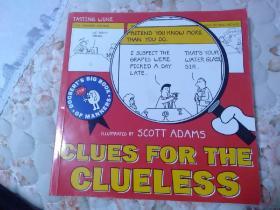 TASTING WINE
PRETEND YOU KNOW MORE
THAN YOU DO.
I SUSPECT THE
GRAPES WERE
PICKED A DAY
LATE.
THAT'S YOUR
WATER GLASS,
SIR.
DOGBERT'S BIG BOOK
OF MANNERS
ILLUSTRATED BY SCOTT ADAMS
CLUES FOR THE
CLUELESS